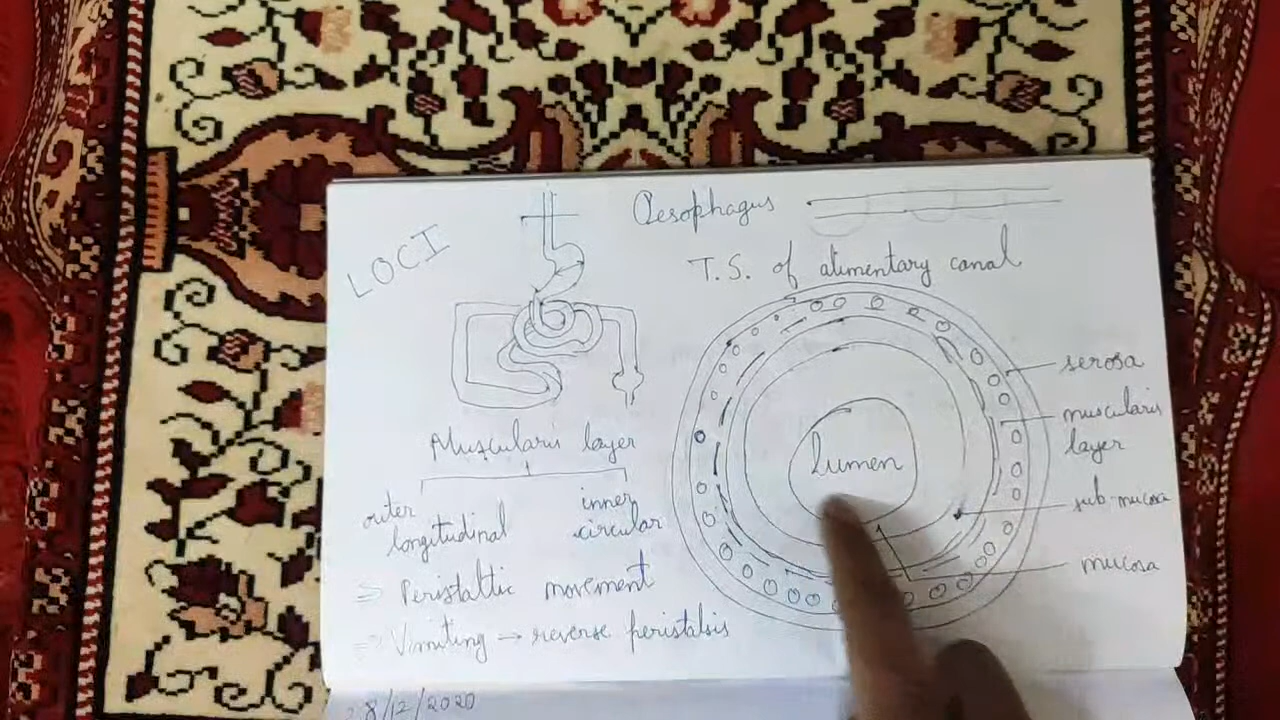 LOCI
Oesophagus
T.S. of alimentary canal
serosa
muscularis
layer
Lumen
sub-mucosa
mucosa
Muscularis layer
outer
longitudinal
inner
circular
⇒ Peristaltic movement
⇒ Vomiting → reverse peristalsis
28/12/2020